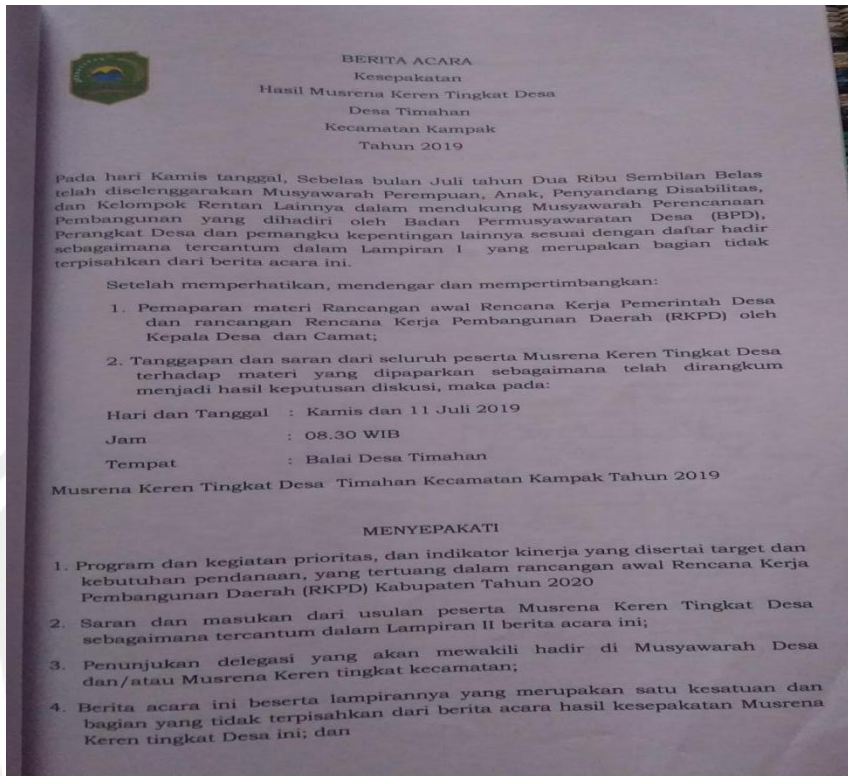 BERITA ACARA
Kesepakatan
Hasil Musrena Keren Tingkat Desa
Desa Timahan
Kecamatan Kampak
Tahun 2019
Pada hari Kamis tanggal, Sebelas bulan Juli tahun Dua Ribu Sembilan Belas
telah diselenggarakan Musyawarah Perempuan, Anak, Penyandang Disabilitas,
dan Kelompok Rentan Lainnya dalam mendukung Musyawarah Perencanaan
Pembangunan yang dihadiri oleh Badan Permusyawaratan Desa (BPD),
Perangkat Desa dan pemangku kepentingan lainnya sesuai dengan daftar hadir
sebagaimana tercantum dalam Lampiran I yang merupakan bagian tidak
terpisahkan dari berita acara ini.
Setelah memperhatikan, mendengar dan mempertimbangkan:
1. Pemaparan materi Rancangan awal Rencana Kerja Pemerintah Desa
dan rancangan Rencana Kerja Pembangunan Daerah (RKPD) oleh
Kepala Desa dan Camat;
2. Tanggapan dan saran dari seluruh peserta Musrena Keren Tingkat Desa
terhadap materi yang dipaparkan sebagaimana telah dirangkum
menjadi hasil keputusan diskusi, maka pada:
Hari dan Tanggal : Kamis dan 11 Juli 2019
Jam : 08.30 WIB
Tempat : Balai Desa Timahan
Musrena Keren Tingkat Desa Timahan Kecamatan Kampak Tahun 2019
MENYEPAKATI
1. Program dan kegiatan prioritas, dan indikator kinerja yang disertai target dan
kebutuhan pendanaan, yang tertuang dalam rancangan awal Rencana Kerja
Pembangunan Daerah (RKPD) Kabupaten Tahun 2020
2. Saran dan masukan dari usulan peserta Musrena Keren Tingkat Desa
sebagaimana tercantum dalam Lampiran II berita acara ini;
3. Penunjukan delegasi yang akan mewakili hadir di Musyawarah Desa
dan/atau Musrena Keren tingkat kecamatan;
4. Berita acara ini beserta lampirannya yang merupakan satu kesatuan dan
bagian yang tidak terpisahkan dari berita acara hasil kesepakatan Musrena
Keren tingkat Desa ini; dan